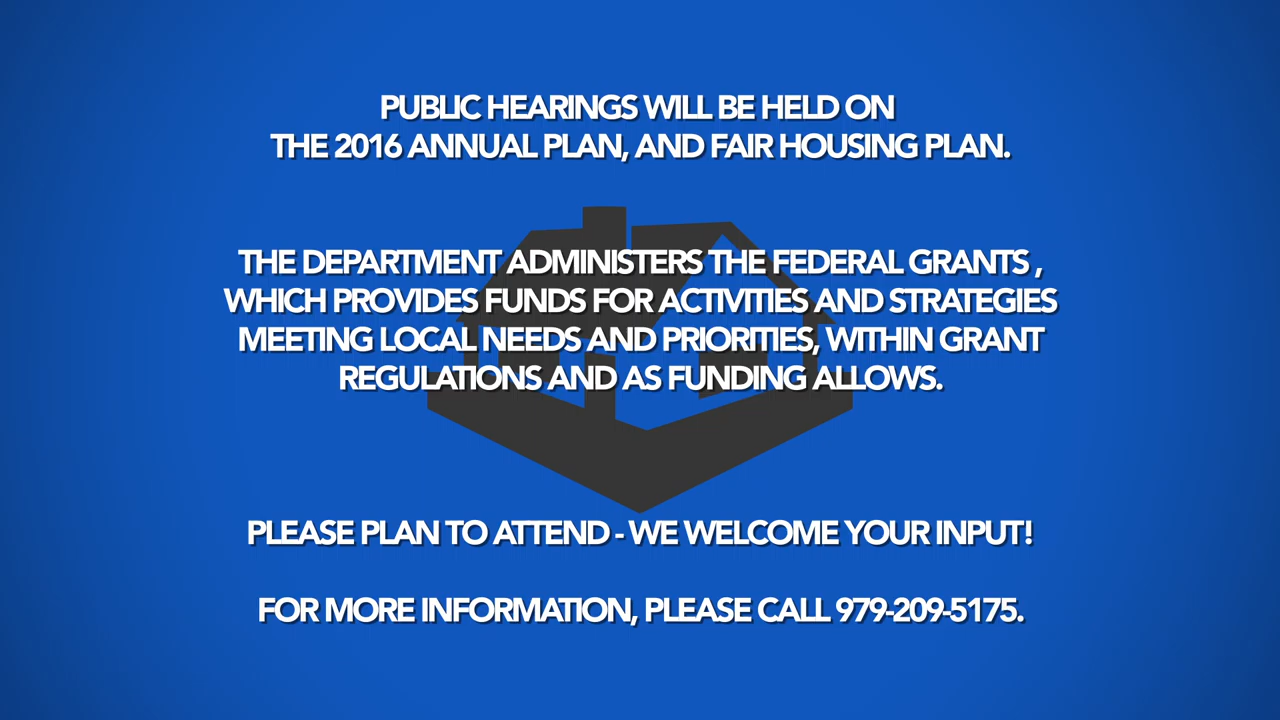 PUBLIC HEARINGS WILL BE HELD ON
THE 2016 ANNUAL PLAN, AND FAIR HOUSING PLAN.
THE DEPARTMENT ADMINISTERS THE FEDERAL GRANTS ,
WHICH PROVIDES FUNDS FOR ACTIVITIES AND STRATEGIES
MEETING LOCAL NEEDS AND PRIORITIES, WITHIN GRANT
REGULATIONS AND AS FUNDING ALLOWS.
PLEASE PLAN TO ATTEND - WE WELCOME YOUR INPUT!
FOR MORE INFORMATION, PLEASE CALL 979-209-5175.